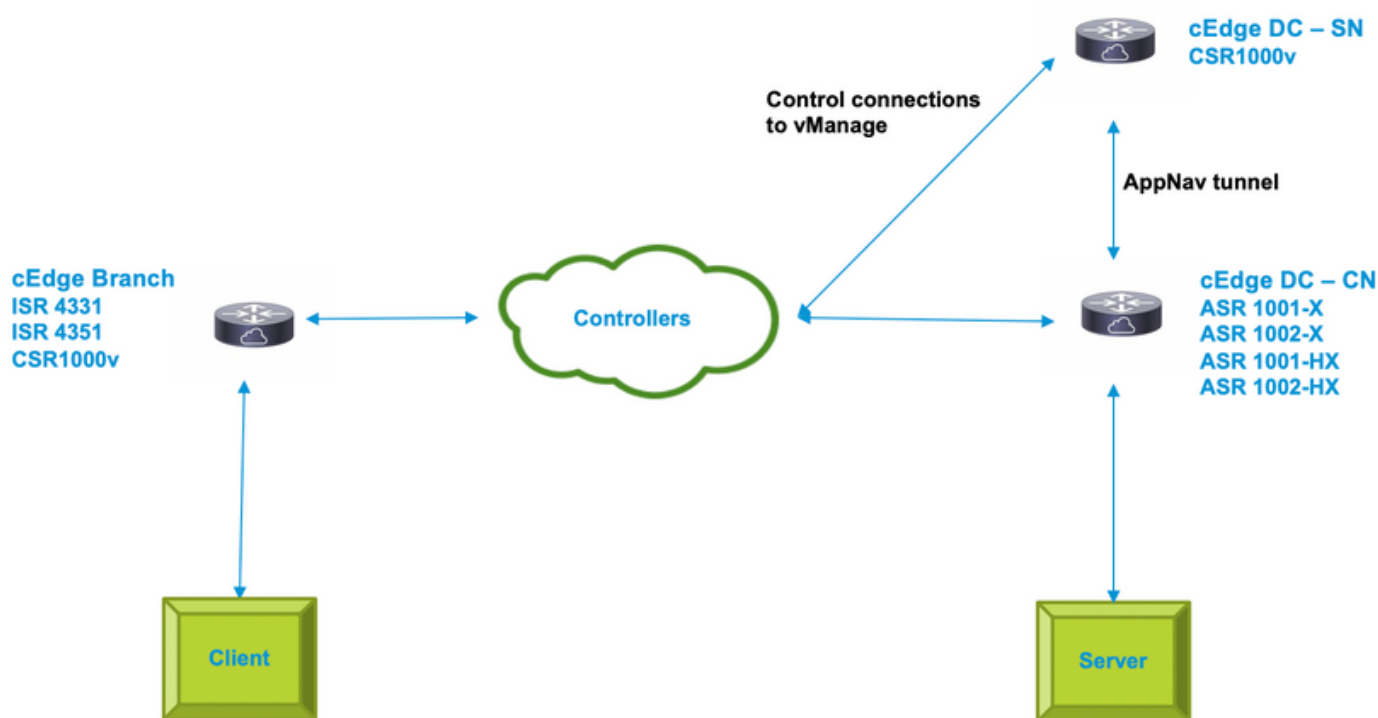 cEdge DC – SN
CSR1000v
Control connections
to vManage
AppNav tunnel
cEdge Branch
ISR 4331
ISR 4351
CSR1000v
Controllers
cEdge DC – CN
ASR 1001-X
ASR 1002-X
ASR 1001-HX
ASR 1002-HX
Client
Server